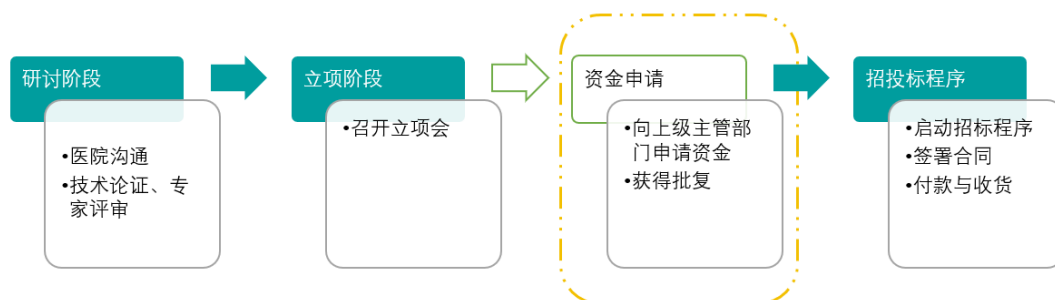 研讨阶段
•医院沟通
•技术论证、专
家评审
立项阶段
•召开立项会
资金申请
•向上级主管部
门申请资金
•获得批复
招投标程序
•启动招标程序
•签署合同
•付款与收货